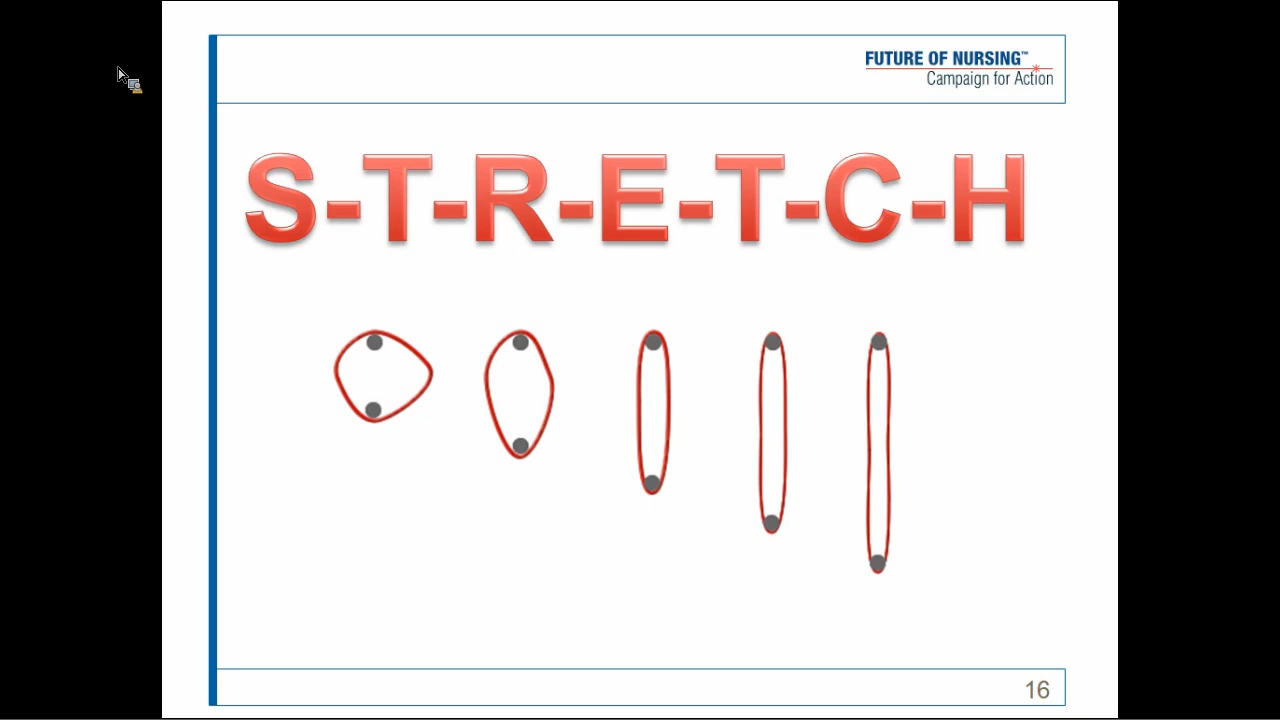 FUTURE OF NURSING™
Campaign for Action
S-T-R-E-T-C-H
16